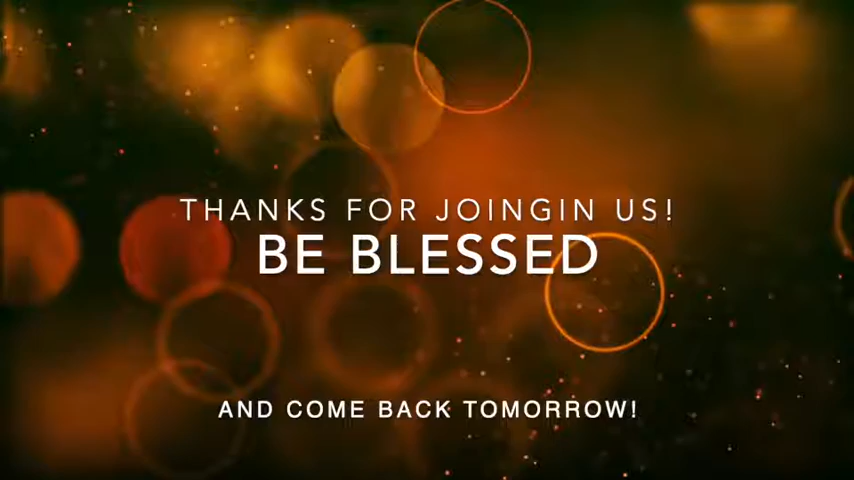 THANKS FOR JOINGIN US!
BE BLESSED
AND COME BACK TOMORROW!